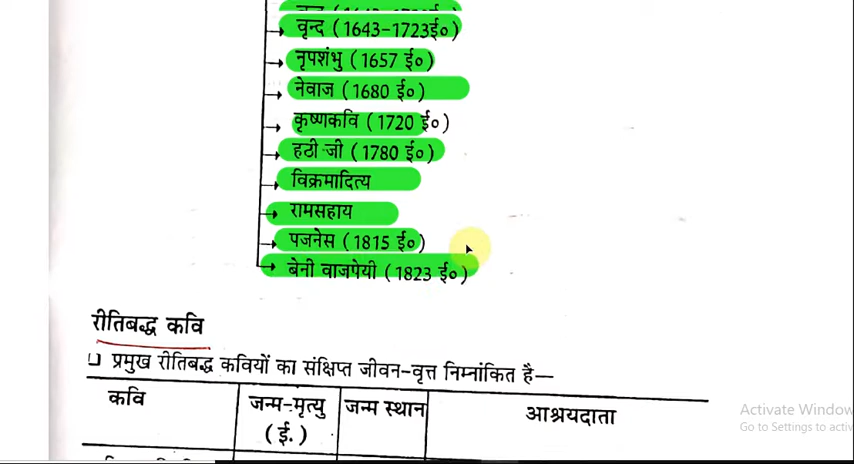 वृन्द (1643-1723ई०)
नृपशंभु (1657 ई०)
नेवाज (1680 ई०)
कृष्णकवि (1720 ई०)
हठी जी (1780 ई०)
विक्रमादित्य
रामसहाय
पजनेस (1815 ई०)
बेनी वाजपेयी (1823 ई०)
रीतिबद्ध कवि
❑ प्रमुख रीतिबद्ध कवियों का संक्षिप्त जीवन-वृत्त निम्नांकित है—
कवि जन्म-मृत्यु (ई.) जन्म स्थान आश्रयदाता
Activate Window
Go to Settings to activ